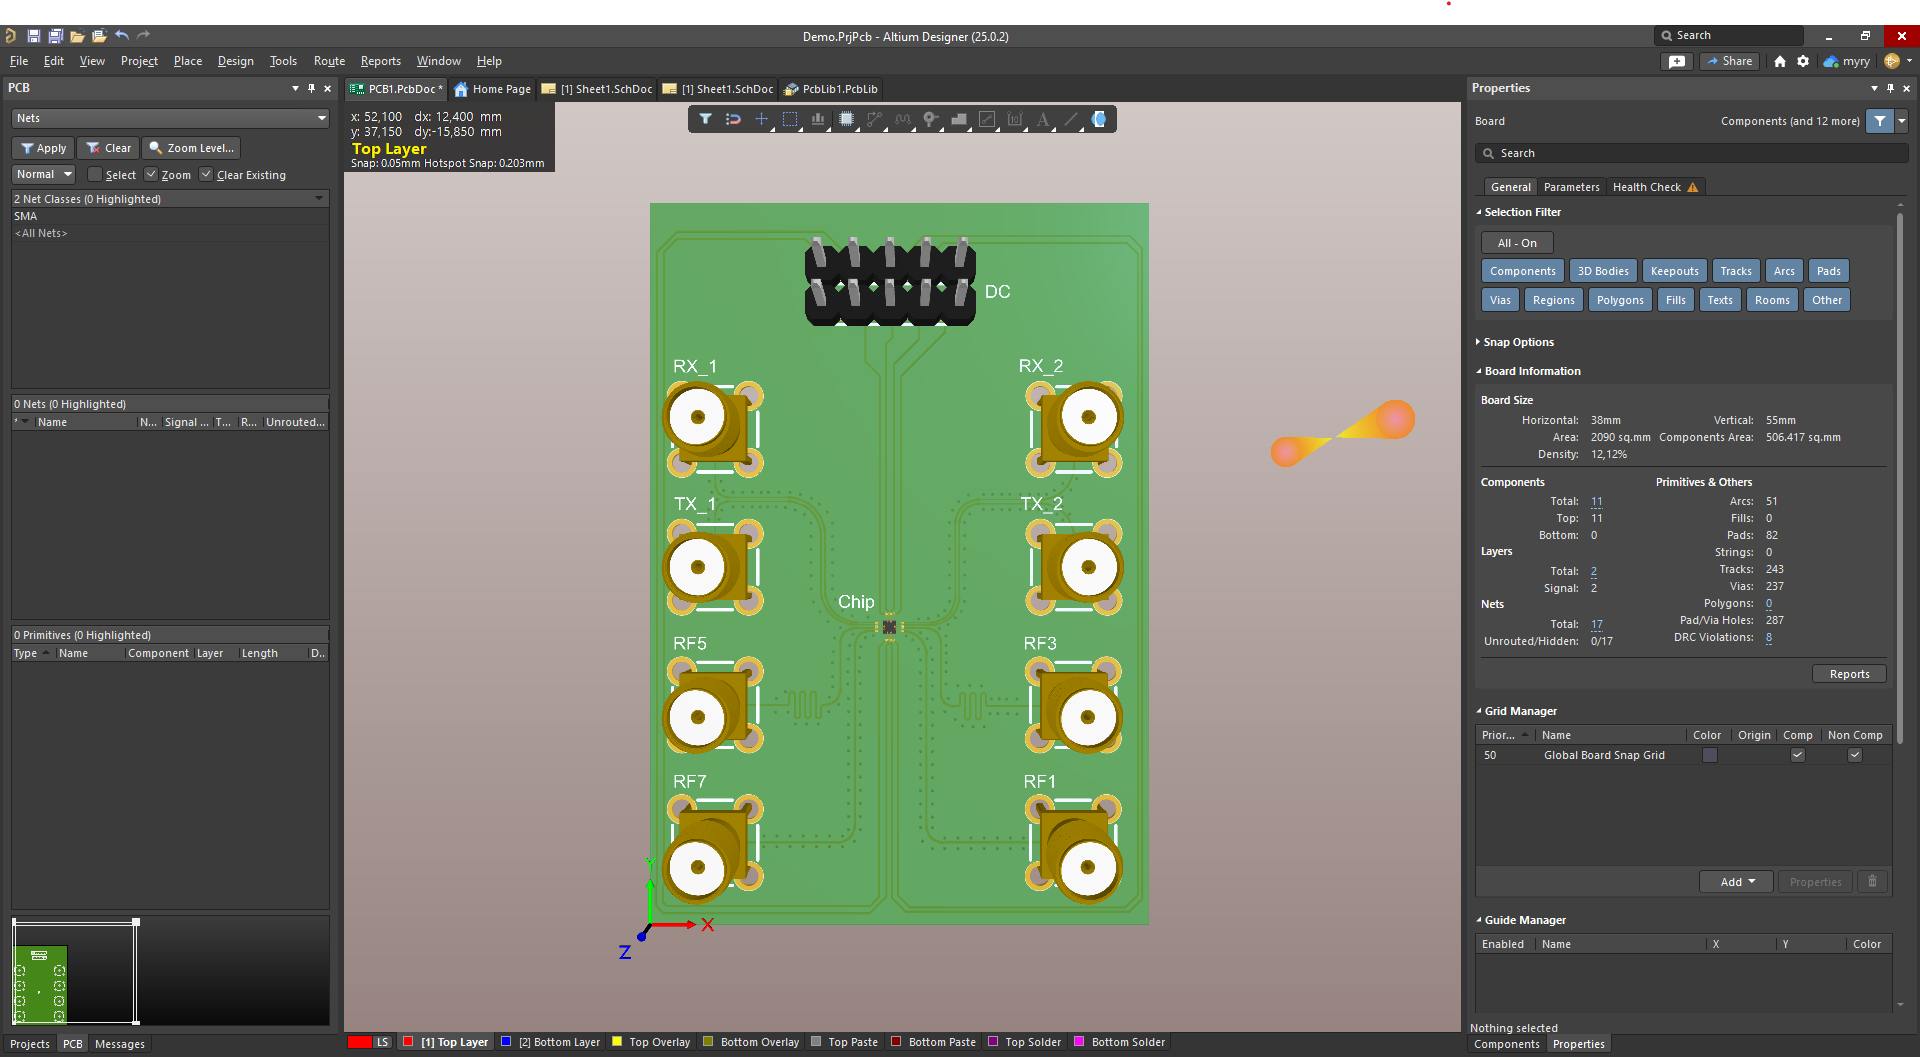 Demo.PrjPcb - Altium Designer (25.0.2)
Search
File Edit View Project Place Design Tools Route Reports Window Help
Share
myry
PCB
PCB1.PcbDoc * Home Page [1] Sheet1.SchDoc [1] Sheet1.SchDoc PcbLib1.PcbLib
Properties
Nets
Apply Clear Zoom Level...
Normal Select Zoom Clear Existing
2 Net Classes (0 Highlighted)
SMA
<All Nets>
0 Nets (0 Highlighted)
* Name N... Signal ... T... R... Unrouted...
0 Primitives (0 Highlighted)
Type Name Component Layer Length D..
Projects PCB Messages
x: 52,100 dx: 12,400 mm
y: 37,150 dy:-15,850 mm
Top Layer
Snap: 0.05mm Hotspot Snap: 0.203mm
DC
RX_1
RX_2
TX_1
TX_2
Chip
RF5
RF3
RF7
RF1
Y
X
Z
LS [1] Top Layer [2] Bottom Layer Top Overlay Bottom Overlay Top Paste Bottom Paste Top Solder Bottom Solder
Board Components (and 12 more)
Search
General Parameters Health Check
Selection Filter
All - On
Components 3D Bodies Keepouts Tracks Arcs Pads
Vias Regions Polygons Fills Texts Rooms Other
Snap Options
Board Information
Board Size
Horizontal: 38mm Vertical: 55mm
Area: 2090 sq.mm Components Area: 506.417 sq.mm
Density: 12,12%
Components
Total: 11
Top: 11
Bottom: 0
Layers
Total: 2
Signal: 2
Nets
Total: 17
Unrouted/Hidden: 0/17
Primitives & Others
Arcs: 51
Fills: 0
Pads: 82
Strings: 0
Tracks: 243
Vias: 237
Polygons: 0
Pad/Via Holes: 287
DRC Violations: 8
Reports
Grid Manager
Prior... Name Color Origin Comp Non Comp
50 Global Board Snap Grid
Add Properties
Guide Manager
Enabled Name X Y Color
Nothing selected
Components Properties